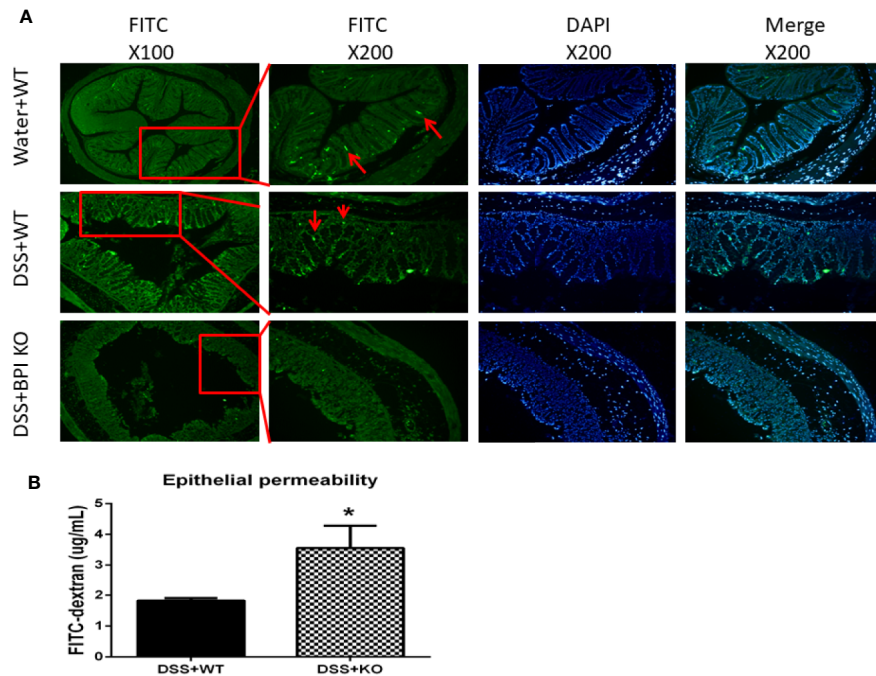 A
FITC
X100
FITC
X200
DAPI
X200
Merge
X200
Water+WT
DSS+WT
DSS+BPI KO
B
Epithelial permeability
FITC-dextran (ug/mL)
5
4
3
2
1
0
*
DSS+WT
DSS+KO